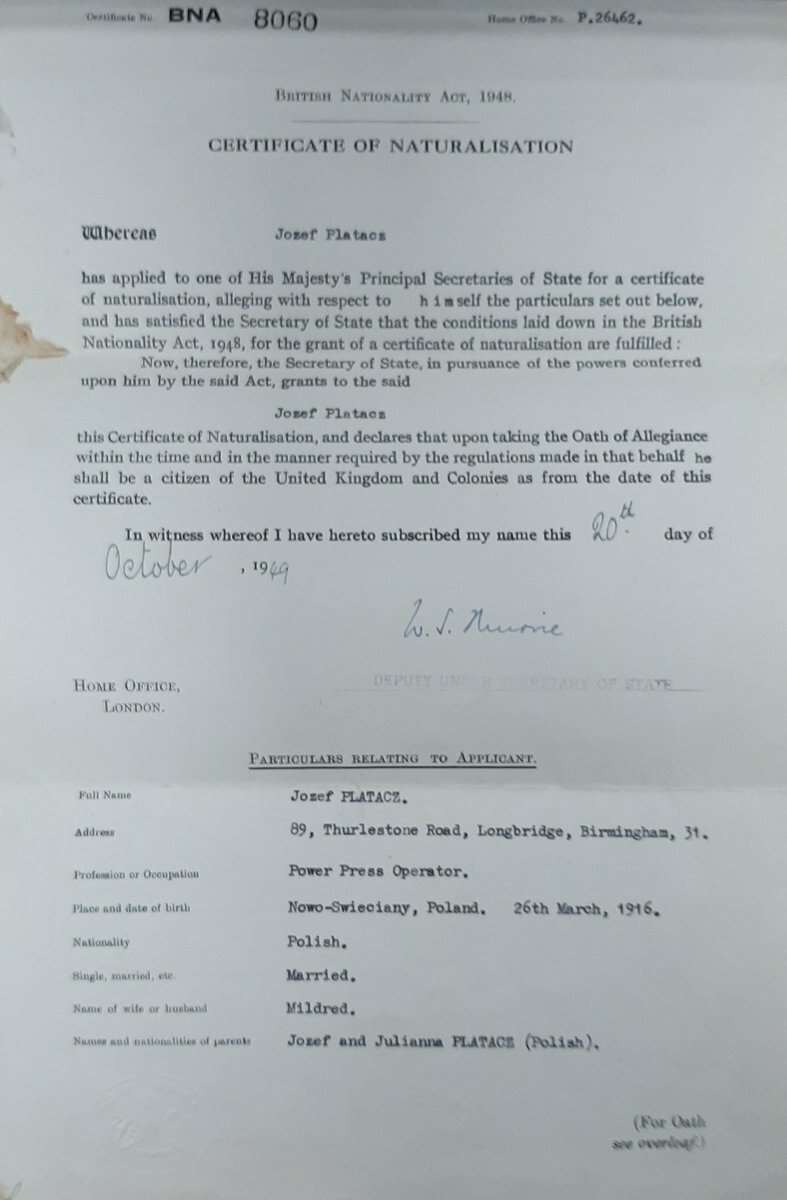 Certificate No. BNA 8060 Home Office No. P.26462.
BRITISH NATIONALITY ACT, 1948.
CERTIFICATE OF NATURALISATION
Whereas Jozef Platacz
has applied to one of His Majesty's Principal Secretaries of State for a certificate
of naturalisation, alleging with respect to himself the particulars set out below,
and has satisfied the Secretary of State that the conditions laid down in the British
Nationality Act, 1948, for the grant of a certificate of naturalisation are fulfilled :
Now, therefore, the Secretary of State, in pursuance of the powers conferred
upon him by the said Act, grants to the said
Jozef Platacz
this Certificate of Naturalisation, and declares that upon taking the Oath of Allegiance
within the time and in the manner required by the regulations made in that behalf he
shall be a citizen of the United Kingdom and Colonies as from the date of this
certificate.
In witness whereof I have hereto subscribed my name this 20th day of
October , 1949
W. S. Murrie
DEPUTY UNDER SECRETARY OF STATE
HOME OFFICE,
LONDON.
PARTICULARS RELATING TO APPLICANT.
Full Name Jozef PLATACZ.
Address 89, Thurlestone Road, Longbridge, Birmingham, 31.
Profession or Occupation Power Press Operator.
Place and date of birth Nowo-Swieciany, Poland. 26th March, 1916.
Nationality Polish.
Single, married, etc. Married.
Name of wife or husband Mildred.
Names and nationalities of parents Jozef and Julianna PLATACZ (Polish).
(For Oath
see overleaf)